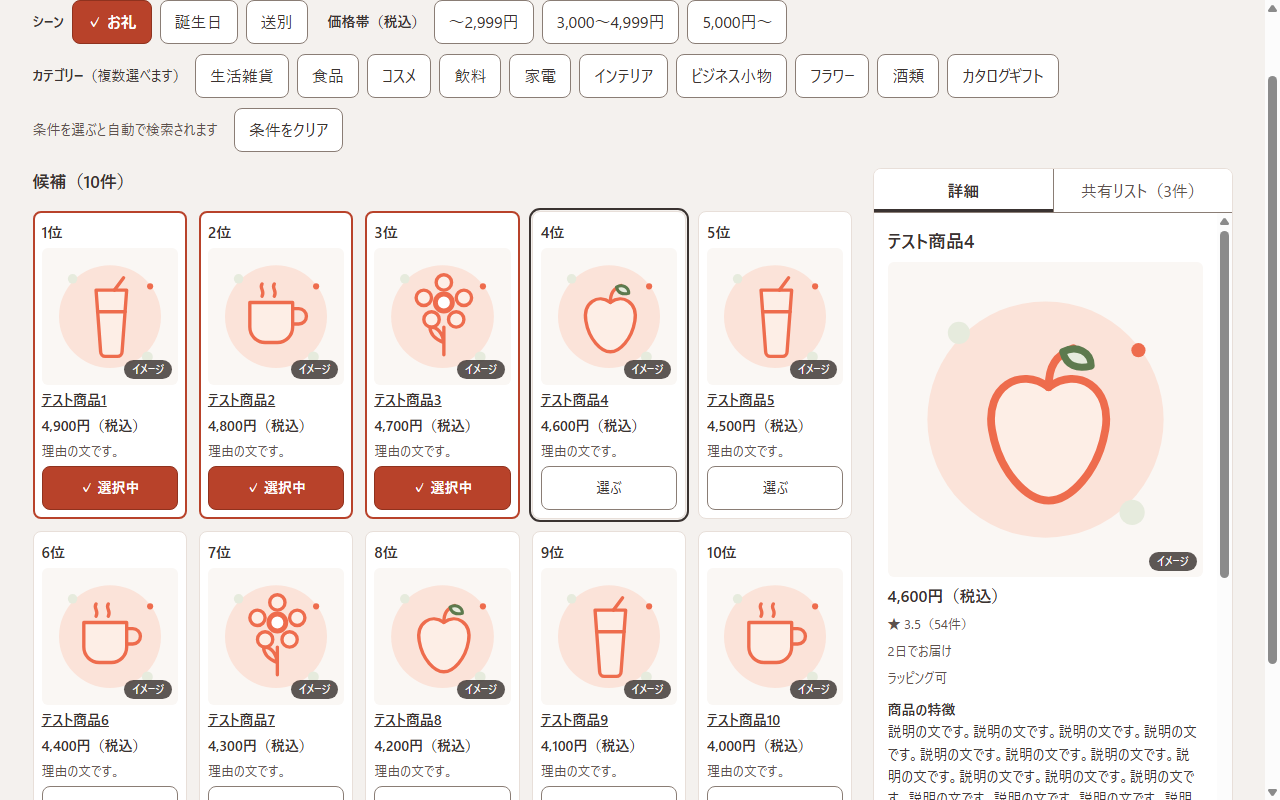 シーン ✓ お礼 誕生日 送別 価格帯（税込） 〜2,999円 3,000〜4,999円 5,000円〜
カテゴリー（複数選べます） 生活雑貨 食品 コスメ 飲料 家電 インテリア ビジネス小物 フラワー 酒類 カタログギフト
条件を選ぶと自動で検索されます 条件をクリア
候補（10件）
1位
イメージ
テスト商品1
4,900円（税込）
理由の文です。
✓ 選択中
2位
イメージ
テスト商品2
4,800円（税込）
理由の文です。
✓ 選択中
3位
イメージ
テスト商品3
4,700円（税込）
理由の文です。
✓ 選択中
4位
イメージ
テスト商品4
4,600円（税込）
理由の文です。
選ぶ
5位
イメージ
テスト商品5
4,500円（税込）
理由の文です。
選ぶ
6位
イメージ
テスト商品6
4,400円（税込）
理由の文です。
7位
イメージ
テスト商品7
4,300円（税込）
理由の文です。
8位
イメージ
テスト商品8
4,200円（税込）
理由の文です。
9位
イメージ
テスト商品9
4,100円（税込）
理由の文です。
10位
イメージ
テスト商品10
4,000円（税込）
理由の文です。
詳細 共有リスト（3件）
テスト商品4
イメージ
4,600円（税込）
★ 3.5（54件）
2日でお届け
ラッピング可
商品の特徴
説明の文です。説明の文です。説明の文です。説明の文
です。説明の文です。説明の文です。説明の文です。説
明の文です。説明の文です。説明の文です。説明の文で
す。説明の文です。説明の文です。説明の文です。説明